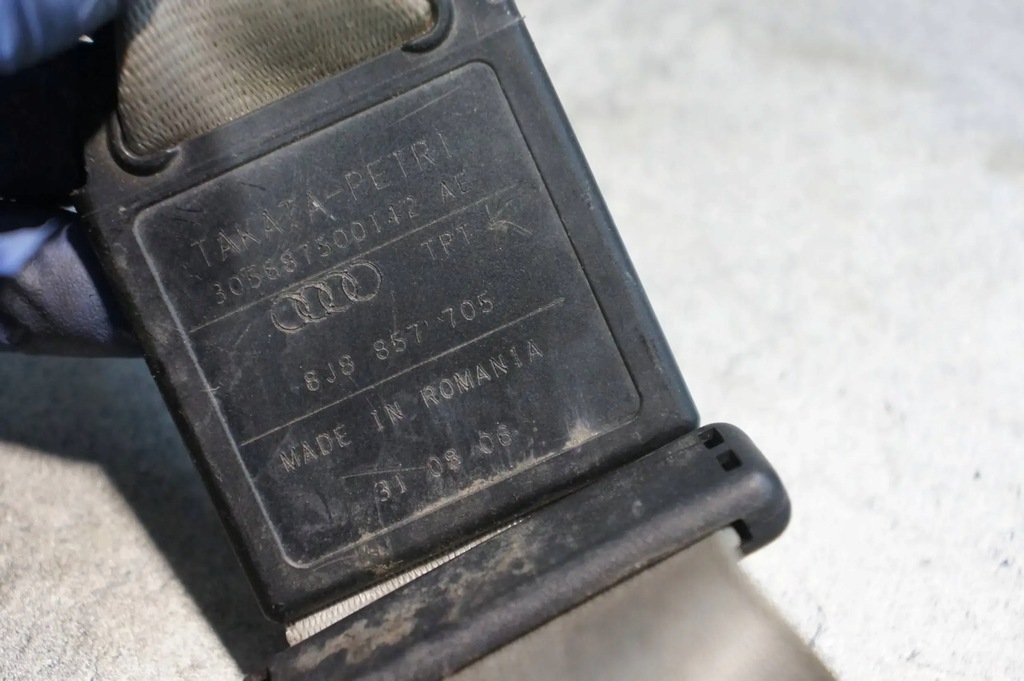 TAKATA-PETRI
305687500142 AE
TPT K
8J8 857 705
MADE IN ROMANIA
31 08 06